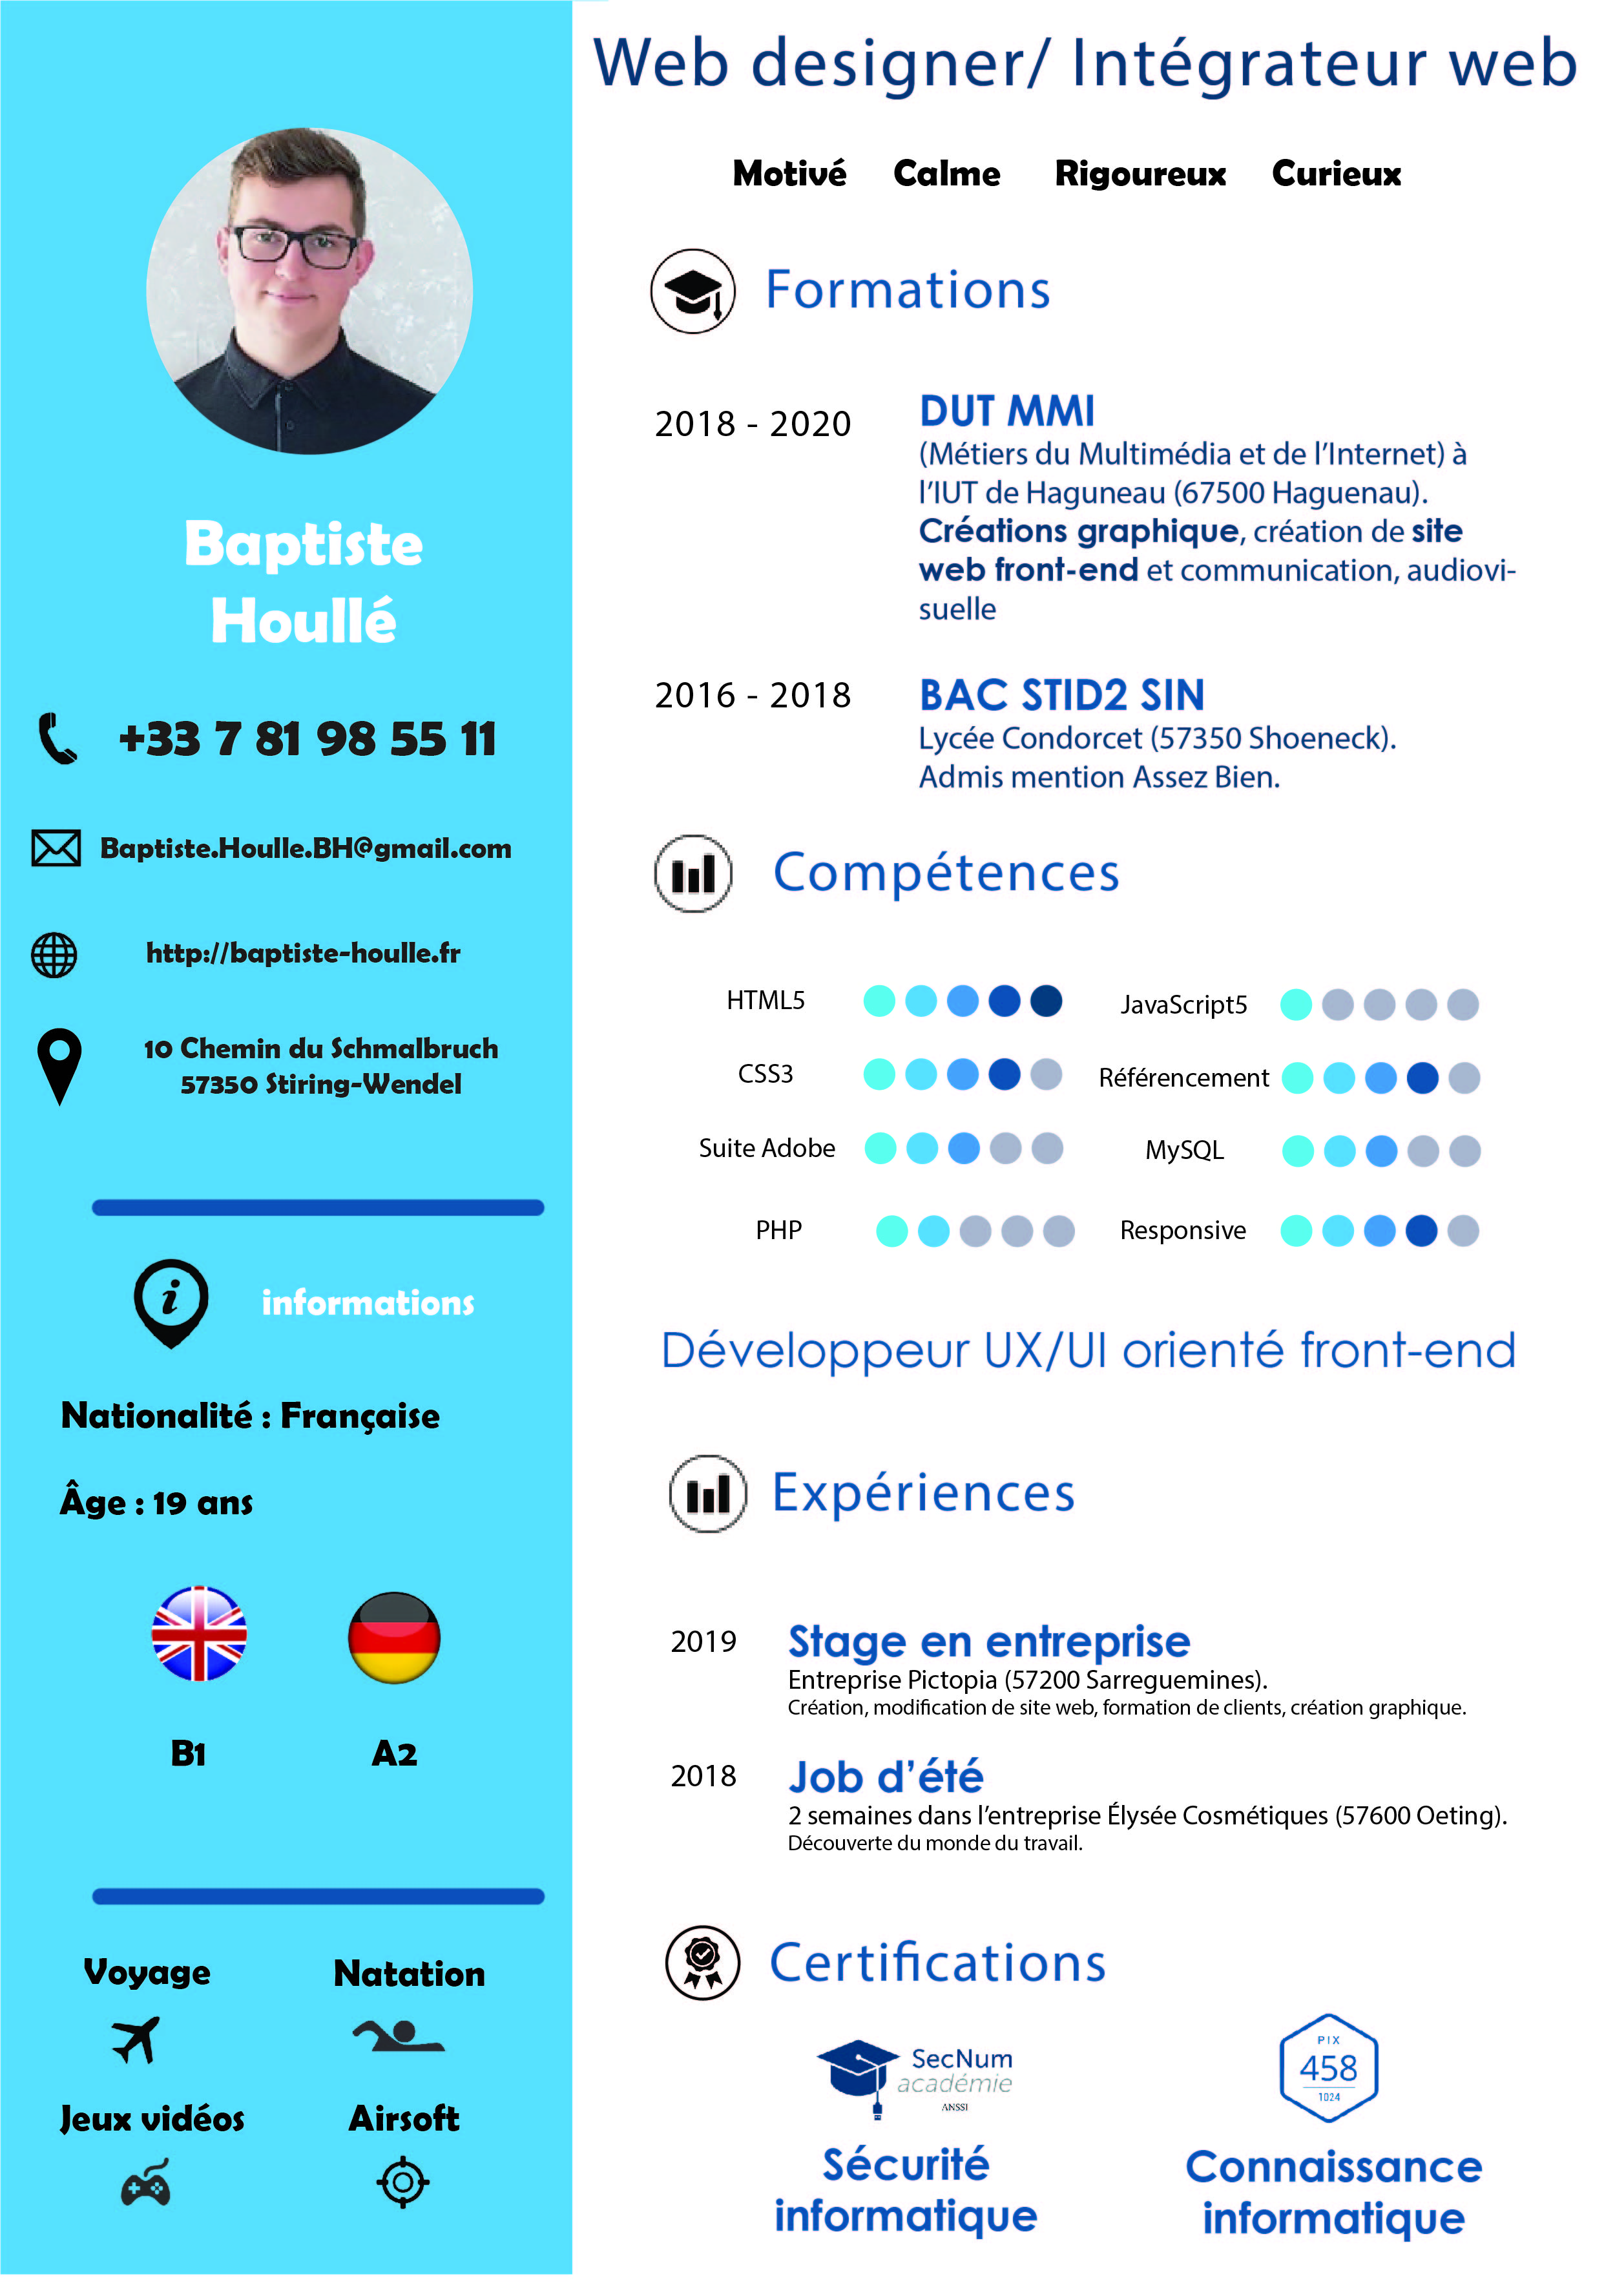 Baptiste
Houllé
+33 7 81 98 55 11
Baptiste.Houlle.BH@gmail.com
http://baptiste-houlle.fr
10 Chemin du Schmalbruch
57350 Stiring-Wendel
i informations
Nationalité : Française
Âge : 19 ans
B1 A2
Voyage Natation
Jeux vidéos Airsoft
Web designer/ Intégrateur web
Motivé Calme Rigoureux Curieux
Formations
2018 - 2020 DUT MMI
(Métiers du Multimédia et de l'Internet) à
l'IUT de Haguneau (67500 Haguenau).
Créations graphique, création de site
web front-end et communication, audiovi-
suelle
2016 - 2018 BAC STID2 SIN
Lycée Condorcet (57350 Shoeneck).
Admis mention Assez Bien.
Compétences
HTML5 JavaScript5
CSS3 Référencement
Suite Adobe MySQL
PHP Responsive
Développeur UX/UI orienté front-end
Expériences
2019 Stage en entreprise
Entreprise Pictopia (57200 Sarreguemines).
Création, modification de site web, formation de clients, création graphique.
2018 Job d'été
2 semaines dans l'entreprise Élysée Cosmétiques (57600 Oeting).
Découverte du monde du travail.
Certifications
SecNum
académie
ANSSI
Sécurité
informatique
PIX
458
1024
Connaissance
informatique